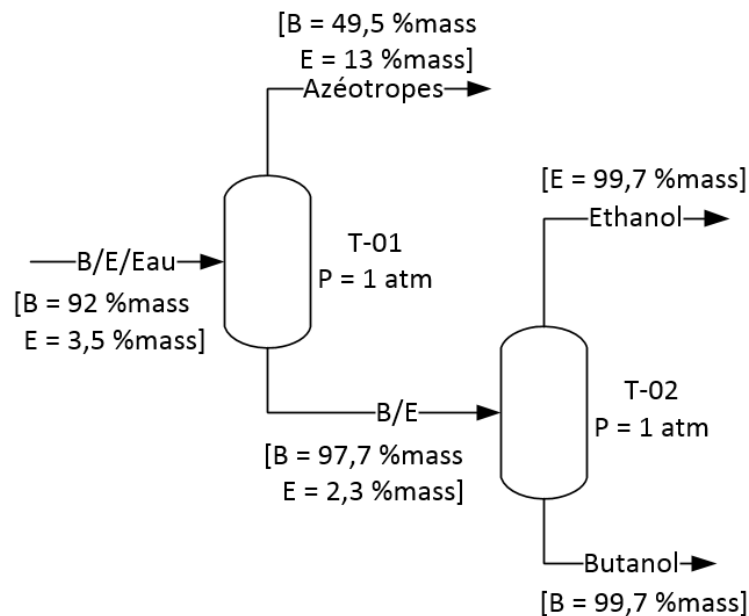 [B = 49,5 %mass
E = 13 %mass]
Azéotropes
B/E/Eau
[B = 92 %mass
E = 3,5 %mass]
T-01
P = 1 atm
B/E
[B = 97,7 %mass
E = 2,3 %mass]
[E = 99,7 %mass]
Ethanol
T-02
P = 1 atm
Butanol
[B = 99,7 %mass]